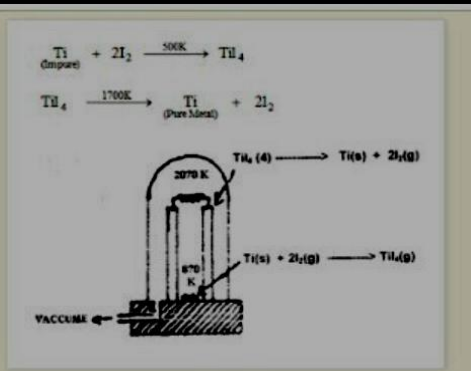 Ti + 2I₂ —500K→ TiI₄
(Impure)
TiI₄ —1700K→ Ti + 2I₂
(Pure Metal)
TiI₄ (4) → Ti(s) + 2I₂(g)
2070 K
Ti(s) + 2I₂(g) → TiI₄(g)
870
K
VACCUME